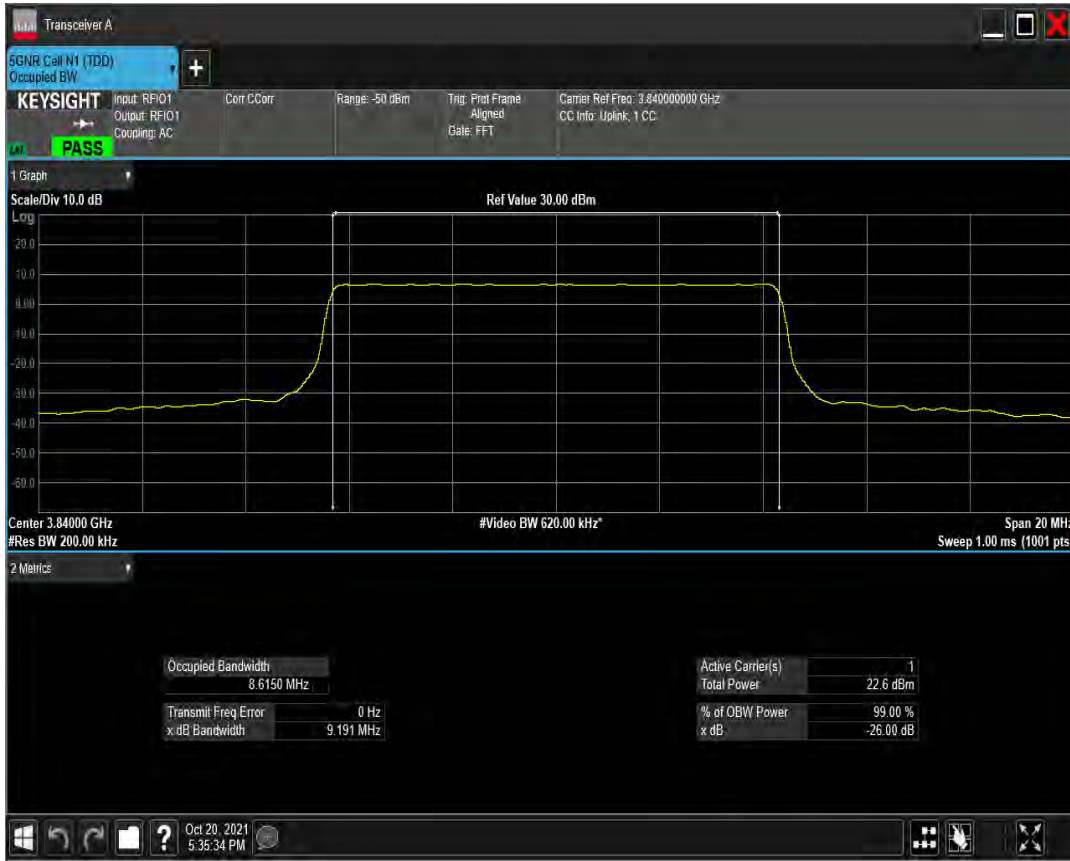 Transceiver A
5GNR Cell N1 (TDD)
Occupied BW
+
KEYSIGHT
Input: RFIO1
Output: RFIO1
Coupling: AC
Corr CCorr
Range: -50 dBm
Trig: Prot Frame
Aligned
Gate: FFT
Carrier Ref Freq: 3.840000000 GHz
CC Info: Uplink, 1 CC
PASS
1 Graph
Scale/Div 10.0 dB
Ref Value 30.00 dBm
Log
20.0
10.0
0.00
-10.0
-20.0
-30.0
-40.0
-50.0
-60.0
Center 3.84000 GHz
#Video BW 620.00 kHz*
Span 20 MHz
#Res BW 200.00 kHz
Sweep 1.00 ms (1001 pts
2 Metrics
Occupied Bandwidth
8.6150 MHz
Transmit Freq Error 0 Hz
x dB Bandwidth 9.191 MHz
Active Carrier(s) 1
Total Power 22.6 dBm
% of OBW Power 99.00 %
x dB -26.00 dB
?
Oct 20, 2021
5:35:34 PM